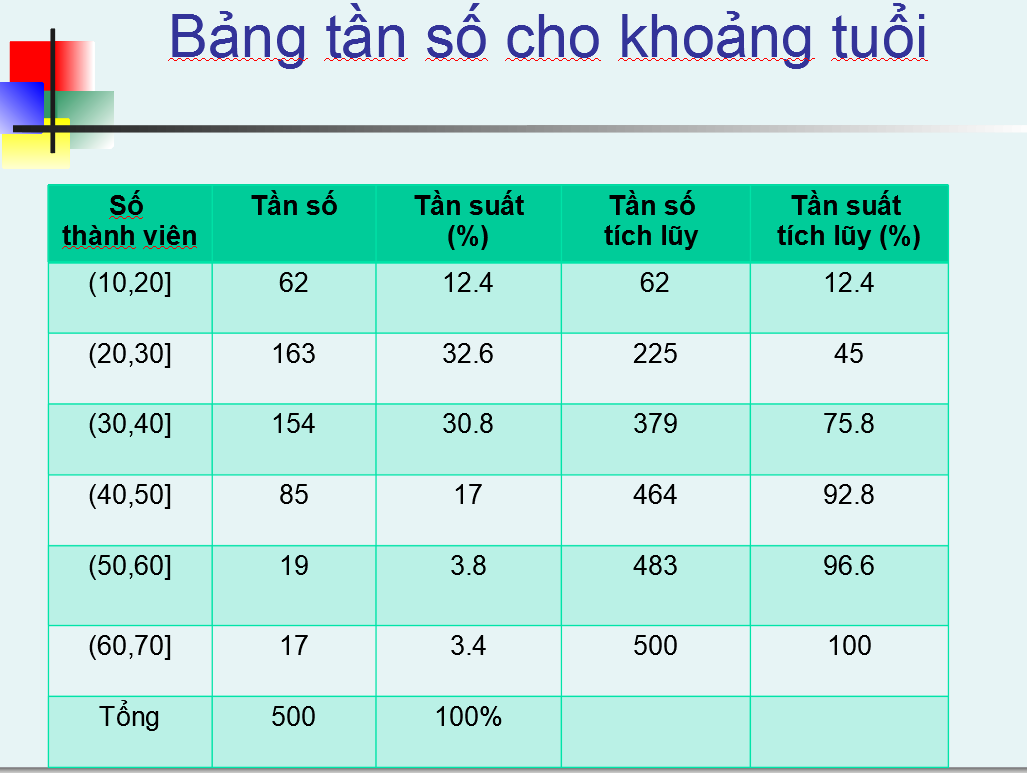 Bảng tần số cho khoảng tuổi
Số thành viên Tần số Tần suất (%) Tần số tích lũy Tần suất tích lũy (%)
(10,20] 62 12.4 62 12.4
(20,30] 163 32.6 225 45
(30,40] 154 30.8 379 75.8
(40,50] 85 17 464 92.8
(50,60] 19 3.8 483 96.6
(60,70] 17 3.4 500 100
Tổng 500 100%